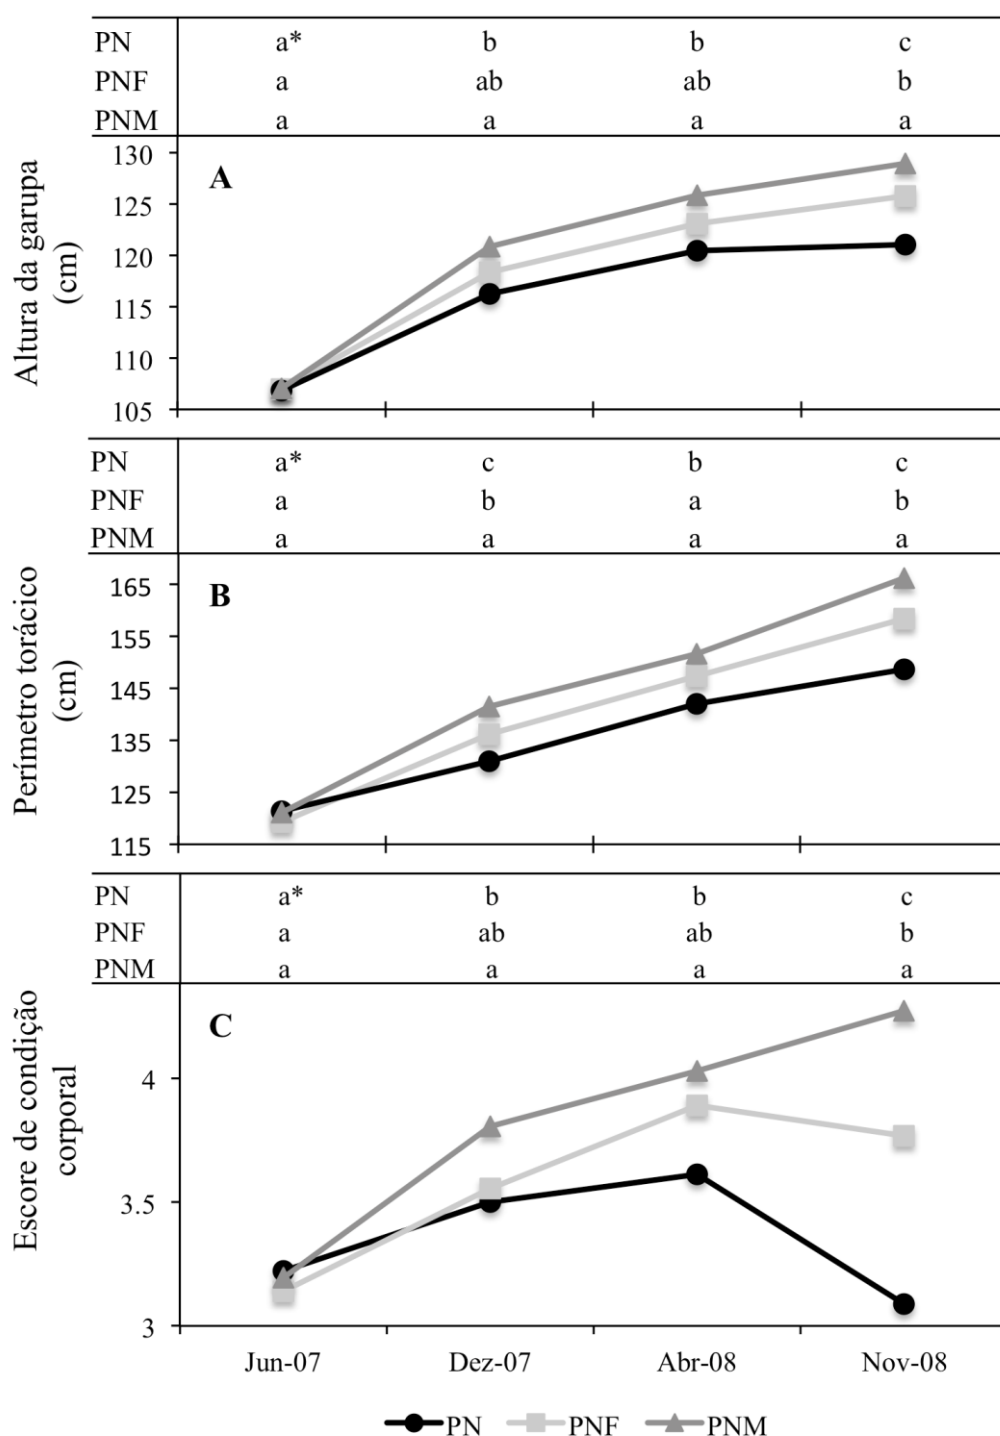 PN a* b b c
PNF a ab ab b
PNM a a a a
A
Altura da garupa
(cm)
130
125
120
115
110
105
PN a* c b c
PNF a b a b
PNM a a a a
B
Perímetro torácico
(cm)
165
155
145
135
125
115
PN a* b b c
PNF a ab ab b
PNM a a a a
C
Escore de condição
corporal
4
3.5
3
Jun-07 Dez-07 Abr-08 Nov-08
PN PNF PNM